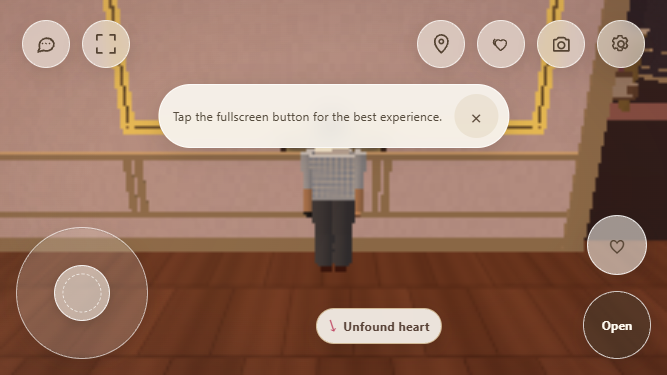 Tap the fullscreen button for the best experience.
Unfound heart
Open